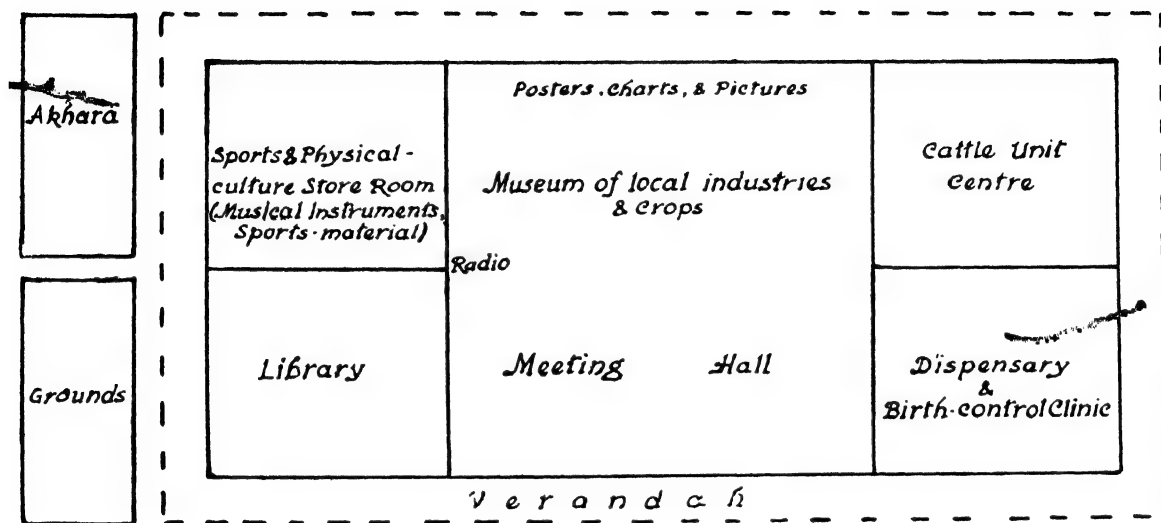 Akhara
Grounds
Sports & Physical-
culture Store Room
(Musical Instruments,
Sports-material)
Library
Posters, Charts, & Pictures
Museum of local industries
& Crops
Radio
Meeting Hall
Cattle Unit
Centre
Dispensary
&
Birth-control Clinic
Verandah